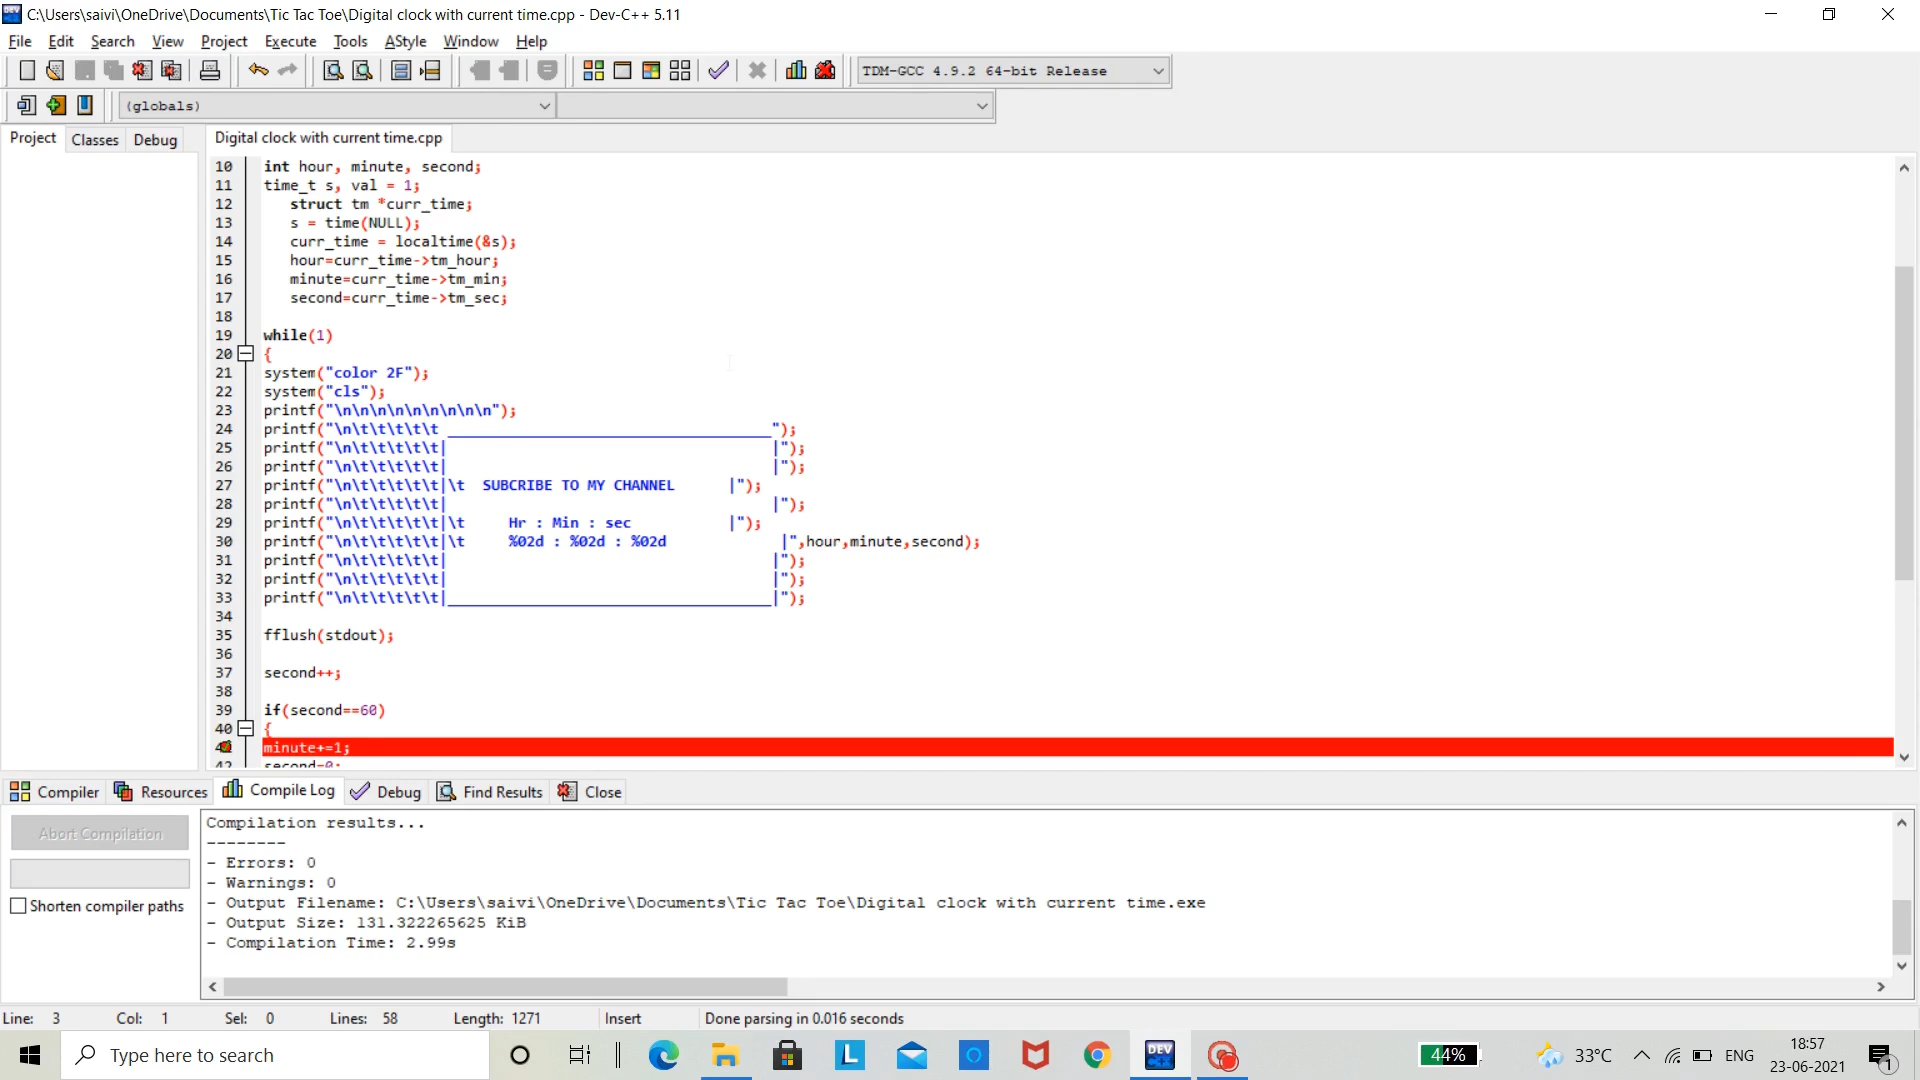 C:\Users\saivi\OneDrive\Documents\Tic Tac Toe\Digital clock with current time.cpp - Dev-C++ 5.11
File Edit Search View Project Execute Tools AStyle Window Help
TDM-GCC 4.9.2 64-bit Release
(globals)
Project Classes Debug
Digital clock with current time.cpp
10 int hour, minute, second;
11 time_t s, val = 1;
12 struct tm *curr_time;
13 s = time(NULL);
14 curr_time = localtime(&s);
15 hour=curr_time->tm_hour;
16 minute=curr_time->tm_min;
17 second=curr_time->tm_sec;
18
19 while(1)
20 {
21 system("color 2F");
22 system("cls");
23 printf("\n\n\n\n\n\n\n\n\n");
24 printf("\n\t\t\t\t\t _____________________________________");
25 printf("\n\t\t\t\t\t|                                     |");
26 printf("\n\t\t\t\t\t|                                     |");
27 printf("\n\t\t\t\t\t|\t  SUBCRIBE TO MY CHANNEL      |");
28 printf("\n\t\t\t\t\t|                                     |");
29 printf("\n\t\t\t\t\t|\t     Hr : Min : sec           |");
30 printf("\n\t\t\t\t\t|\t     %02d : %02d : %02d             |",hour,minute,second);
31 printf("\n\t\t\t\t\t|                                     |");
32 printf("\n\t\t\t\t\t|                                     |");
33 printf("\n\t\t\t\t\t|_____________________________________|");
34
35 fflush(stdout);
36
37 second++;
38
39 if(second==60)
40 {
minute+=1;
42 second=0;
Compiler Resources Compile Log Debug Find Results Close
Abort Compilation
Shorten compiler paths
Compilation results...
--------
- Errors: 0
- Warnings: 0
- Output Filename: C:\Users\saivi\OneDrive\Documents\Tic Tac Toe\Digital clock with current time.exe
- Output Size: 131.322265625 KiB
- Compilation Time: 2.99s
Line: 3 Col: 1 Sel: 0 Lines: 58 Length: 1271 Insert Done parsing in 0.016 seconds
Type here to search
DEV
L
44%
33°C
ENG
18:57
23-06-2021
1